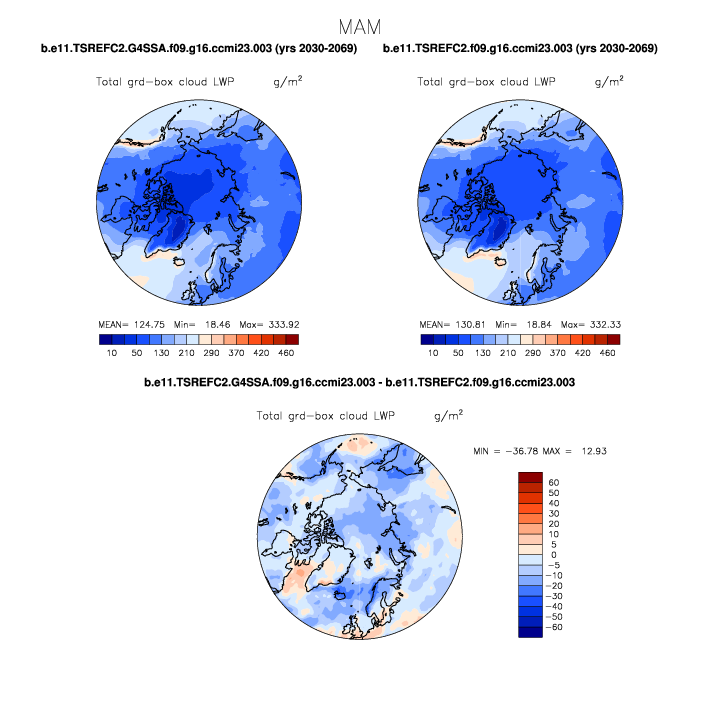 MAM
b.e11.TSREFC2.G4SSA.f09.g16.ccmi23.003 (yrs 2030-2069) b.e11.TSREFC2.f09.g16.ccmi23.003 (yrs 2030-2069)
Total grd-box cloud LWP g/m² Total grd-box cloud LWP g/m²
MEAN= 124.75 Min= 18.46 Max= 333.92 MEAN= 130.81 Min= 18.84 Max= 332.33
10 50 130 210 290 370 420 460 10 50 130 210 290 370 420 460
b.e11.TSREFC2.G4SSA.f09.g16.ccmi23.003 - b.e11.TSREFC2.f09.g16.ccmi23.003
Total grd-box cloud LWP g/m²
MIN = -36.78 MAX = 12.93
60
50
40
30
20
10
5
0
-5
-10
-20
-30
-40
-50
-60